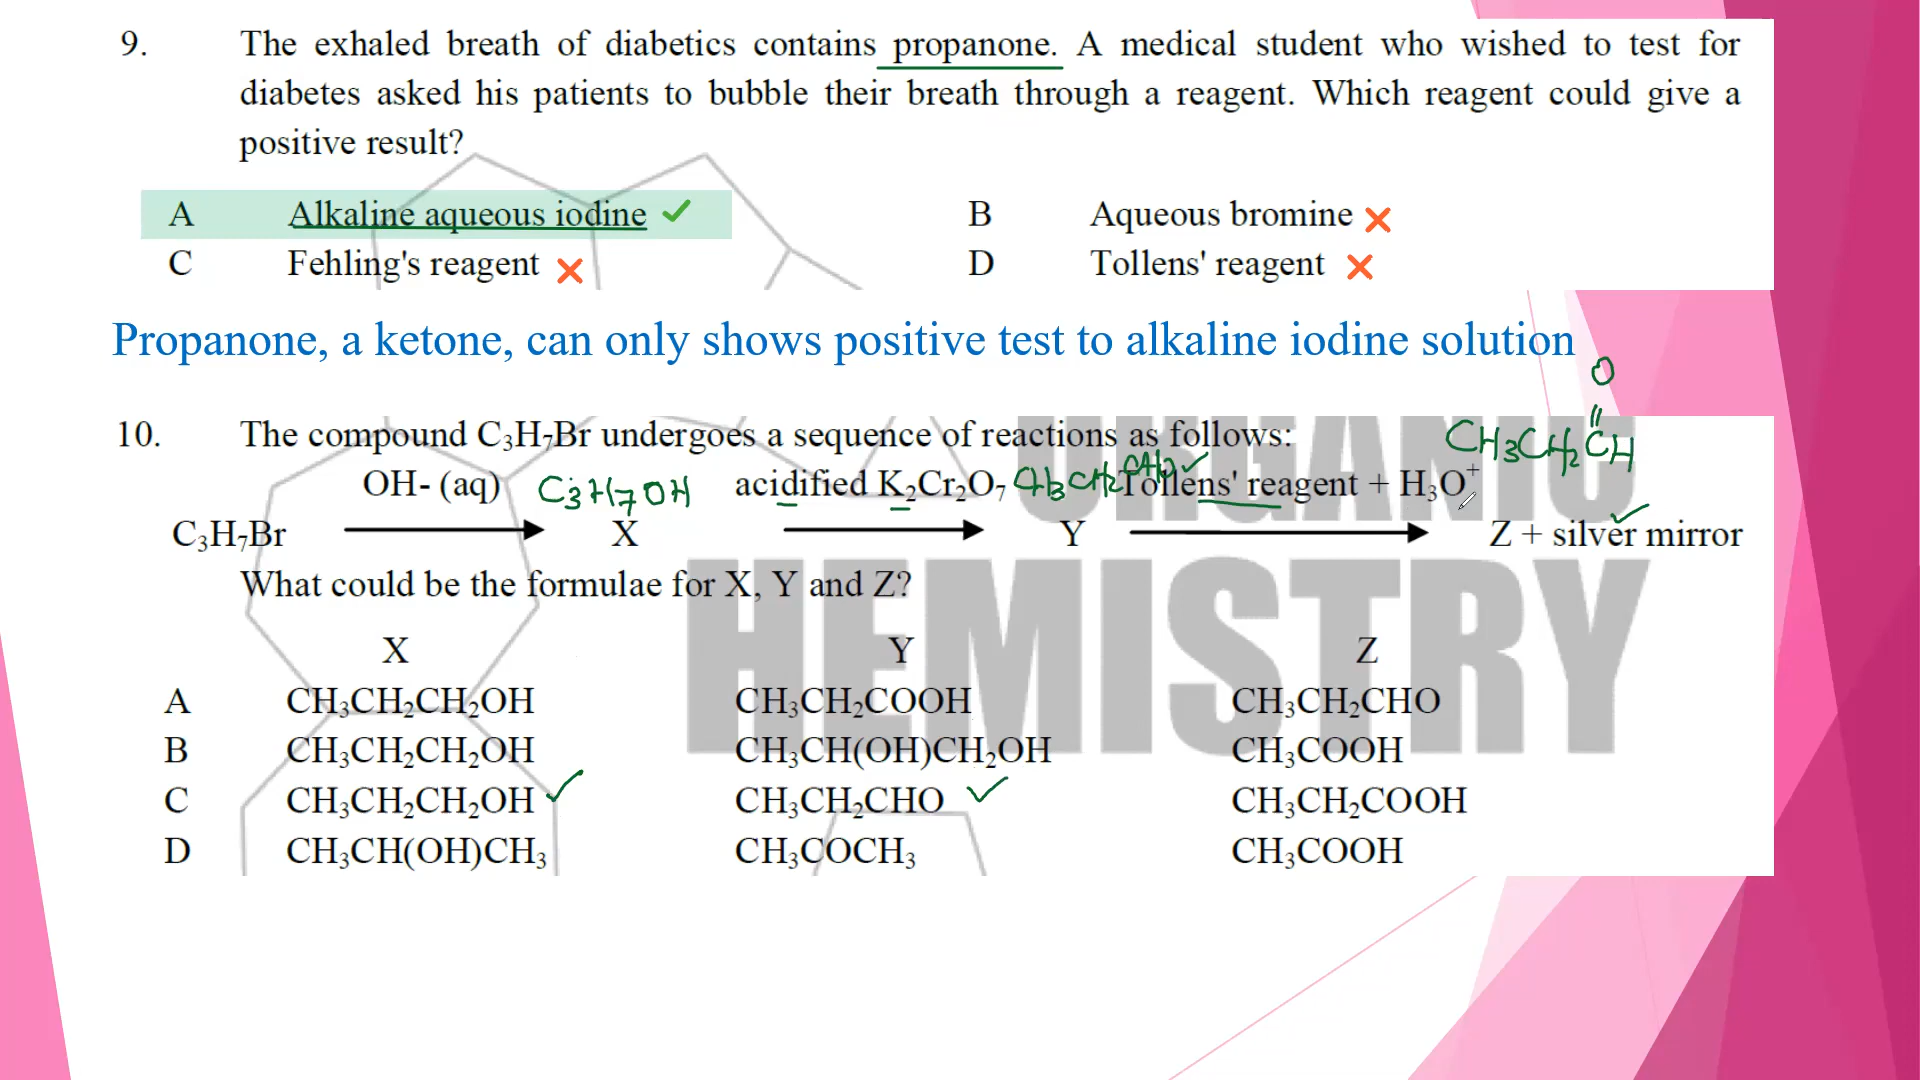 9. The exhaled breath of diabetics contains propanone. A medical student who wished to test for
diabetes asked his patients to bubble their breath through a reagent. Which reagent could give a
positive result?
A Alkaline aqueous iodine ✓ B Aqueous bromine ✗
C Fehling's reagent ✗ D Tollens' reagent ✗
Propanone, a ketone, can only shows positive test to alkaline iodine solution
O
ORGANIC
10. The compound C₃H₇Br undergoes a sequence of reactions as follows:
CH₃CH₂CH
OH- (aq) C₃H₇OH acidified K₂Cr₂O₇ CH₃CH₂ Tollens' reagent + H₃O⁺
C₃H₇Br X Y Z + silver mirror
What could be the formulae for X, Y and Z?
HEMISTRY
X Y Z
A CH₃CH₂CH₂OH CH₃CH₂COOH CH₃CH₂CHO
B CH₃CH₂CH₂OH CH₃CH(OH)CH₂OH CH₃COOH
C CH₃CH₂CH₂OH ✓ CH₃CH₂CHO ✓ CH₃CH₂COOH
D CH₃CH(OH)CH₃ CH₃COCH₃ CH₃COOH